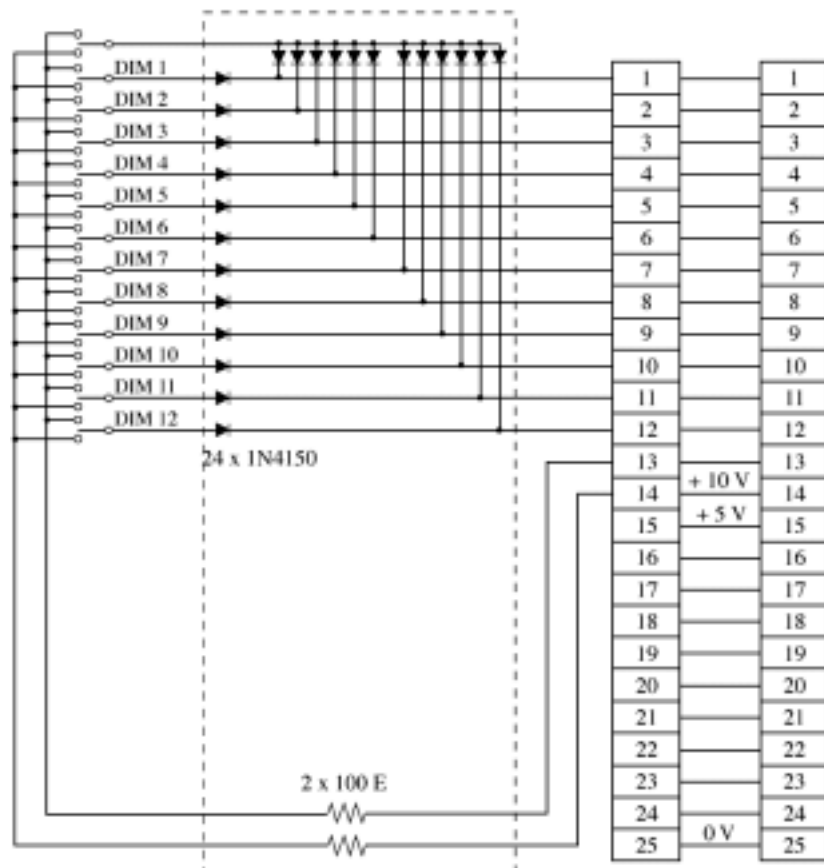 DIM 1
DIM 2
DIM 3
DIM 4
DIM 5
DIM 6
DIM 7
DIM 8
DIM 9
DIM 10
DIM 11
DIM 12
24 x 1N4150
2 x 100 E
1 1
2 2
3 3
4 4
5 5
6 6
7 7
8 8
9 9
10 10
11 11
12 12
13 13
+ 10 V
14 14
+ 5 V
15 15
16 16
17 17
18 18
19 19
20 20
21 21
22 22
23 23
24 24
0 V
25 25